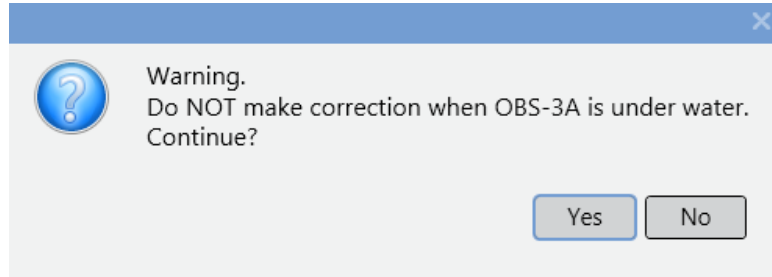 Warning.
Do NOT make correction when OBS-3A is under water.
Continue?
Yes No